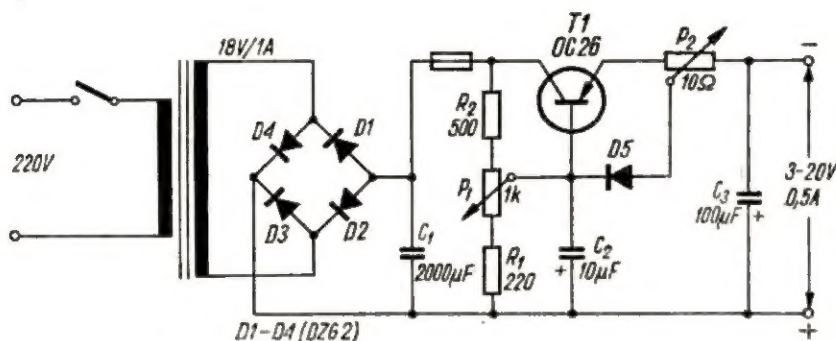 T1
OC26
18V/1A
P2
10Ω
−
D4
D1
R2
500
D5
220V
P1
1k
3−20V
0,5A
C3
100µF
+
D3
D2
C1
2000µF
R1
220
C2
+
10µF
D1−D4 (DZG2)
+